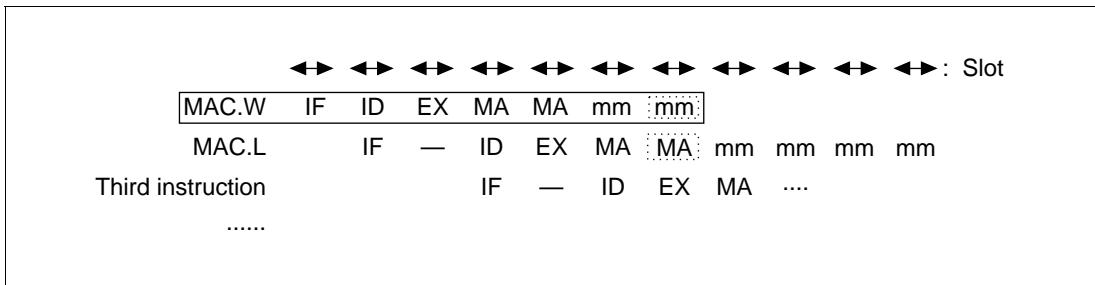 : Slot
MAC.W IF ID EX MA MA mm mm
MAC.L IF — ID EX MA MA mm mm mm mm
Third instruction IF — ID EX MA ....
......